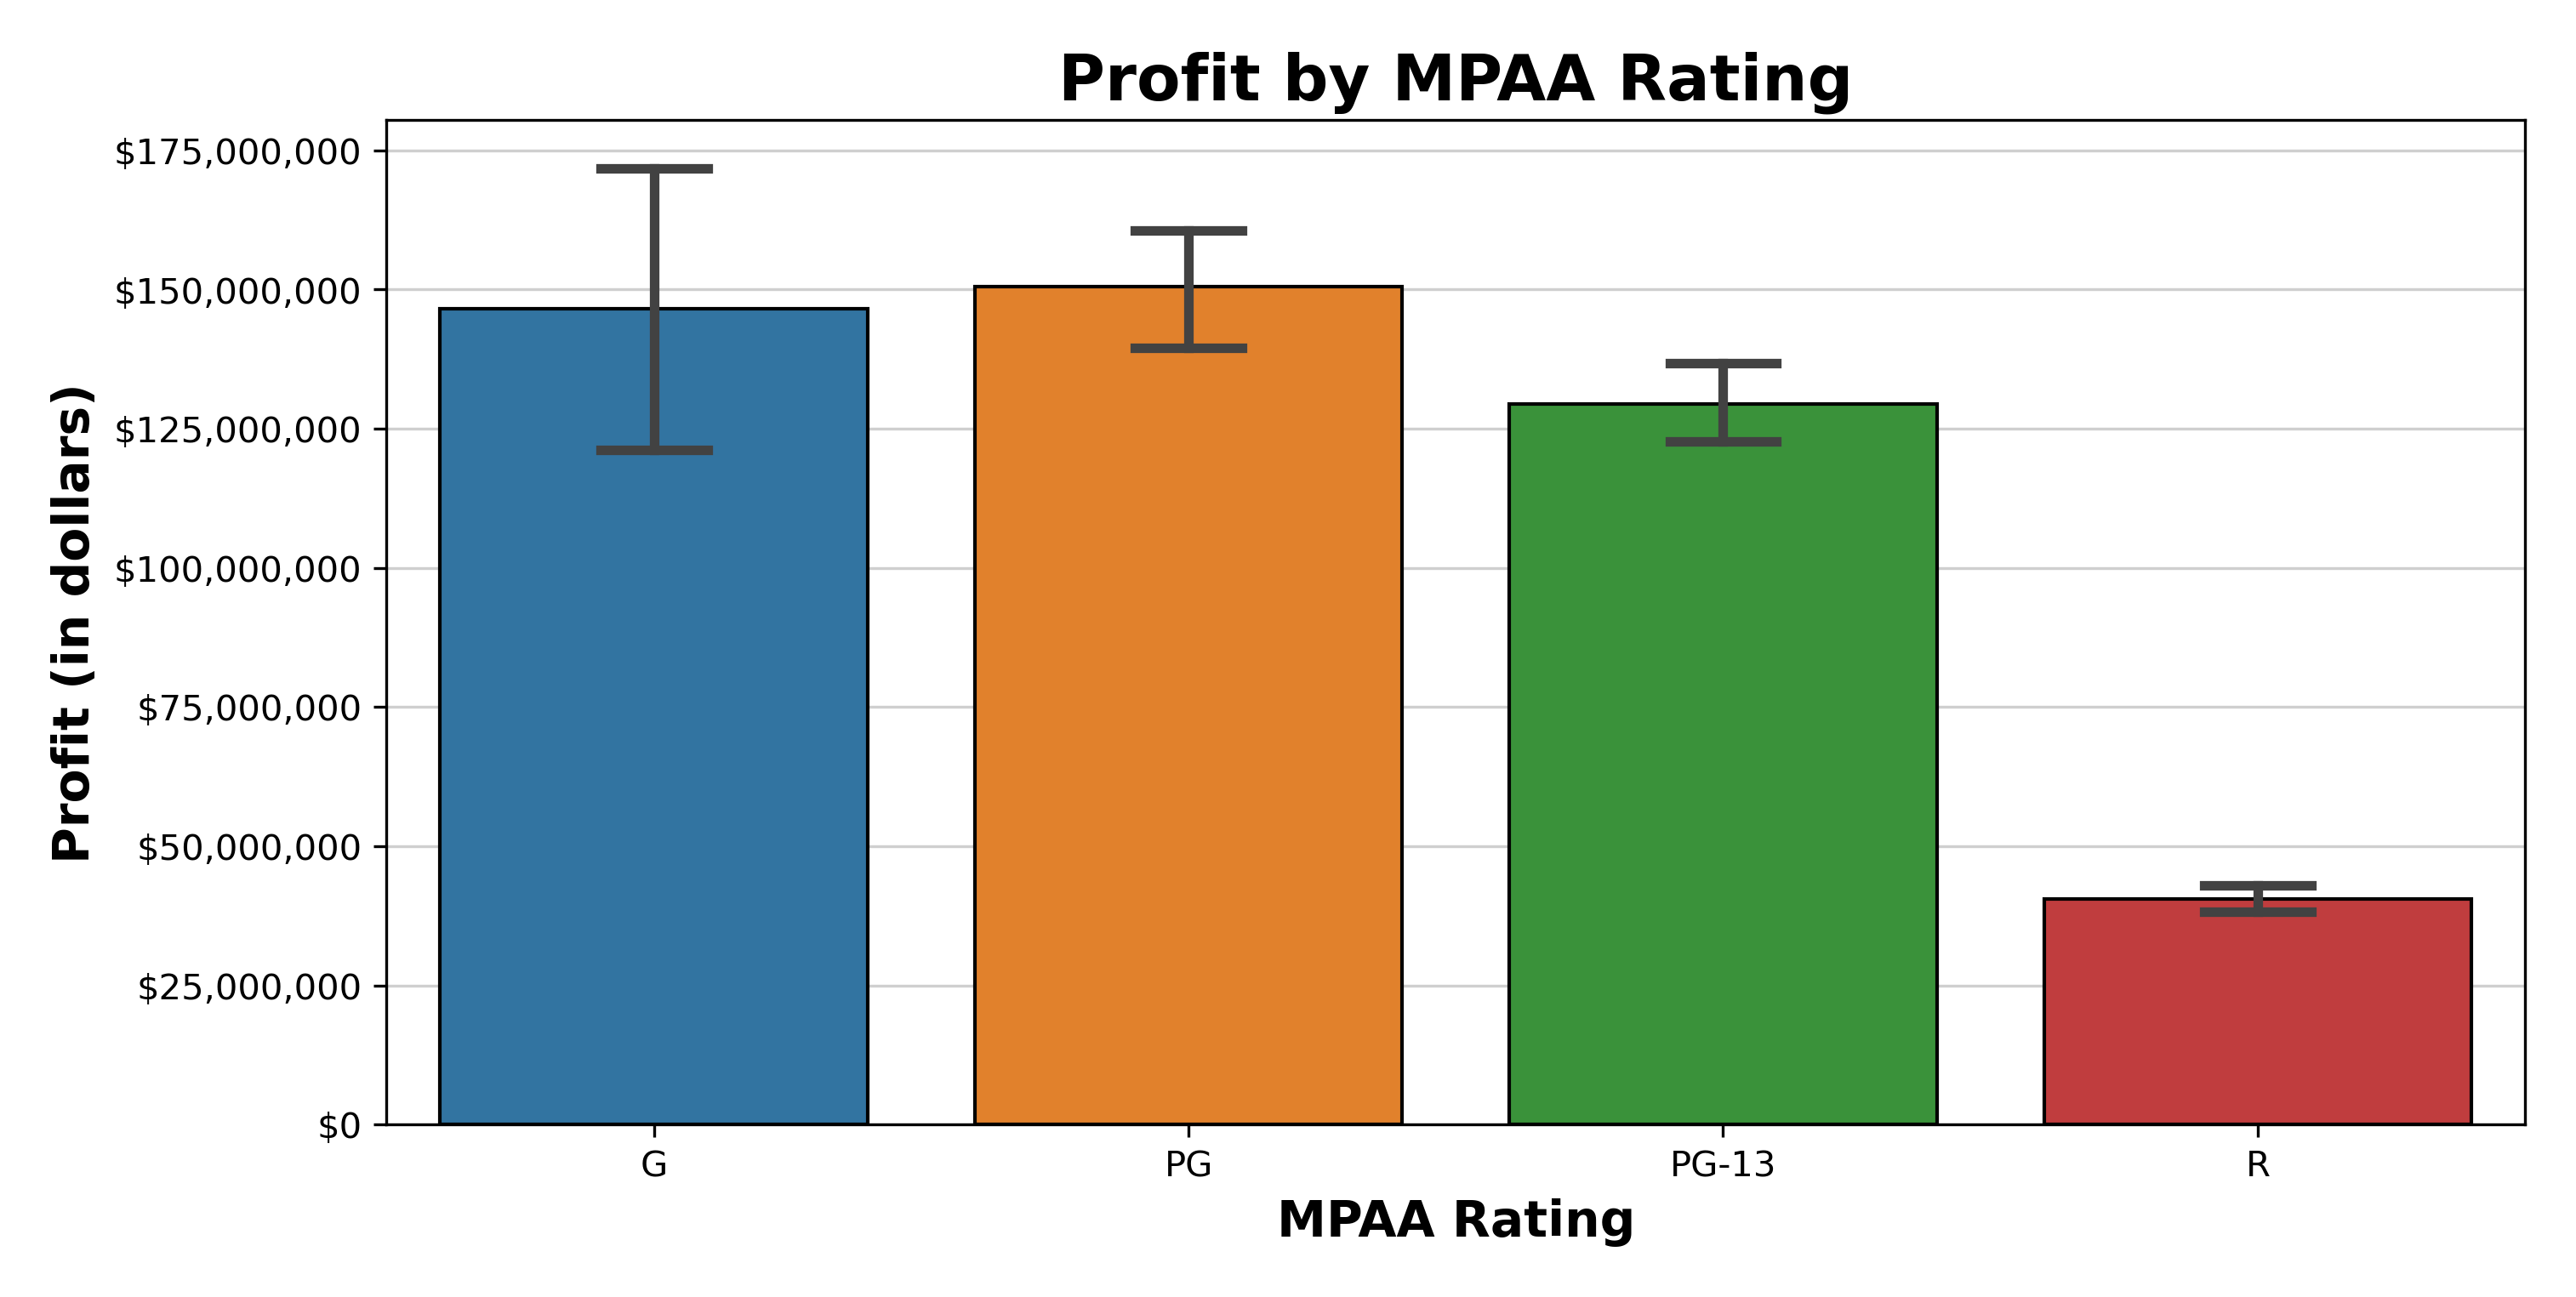 Profit by MPAA Rating
Profit (in dollars)
$175,000,000
$150,000,000
$125,000,000
$100,000,000
$75,000,000
$50,000,000
$25,000,000
$0
G
PG
PG-13
R
MPAA Rating